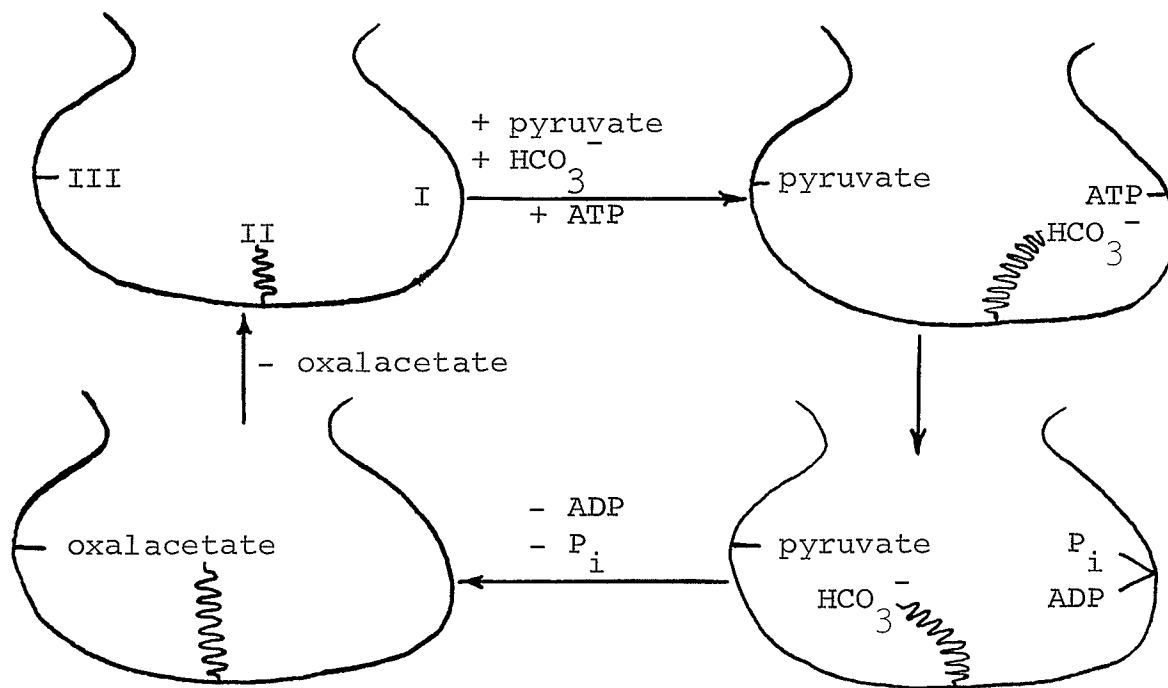 III
I
II
+ pyruvate
+ HCO₃⁻
+ ATP
pyruvate
ATP
HCO₃⁻
- oxalacetate
oxalacetate
- ADP
- Pᵢ
pyruvate
HCO₃⁻
Pᵢ
ADP